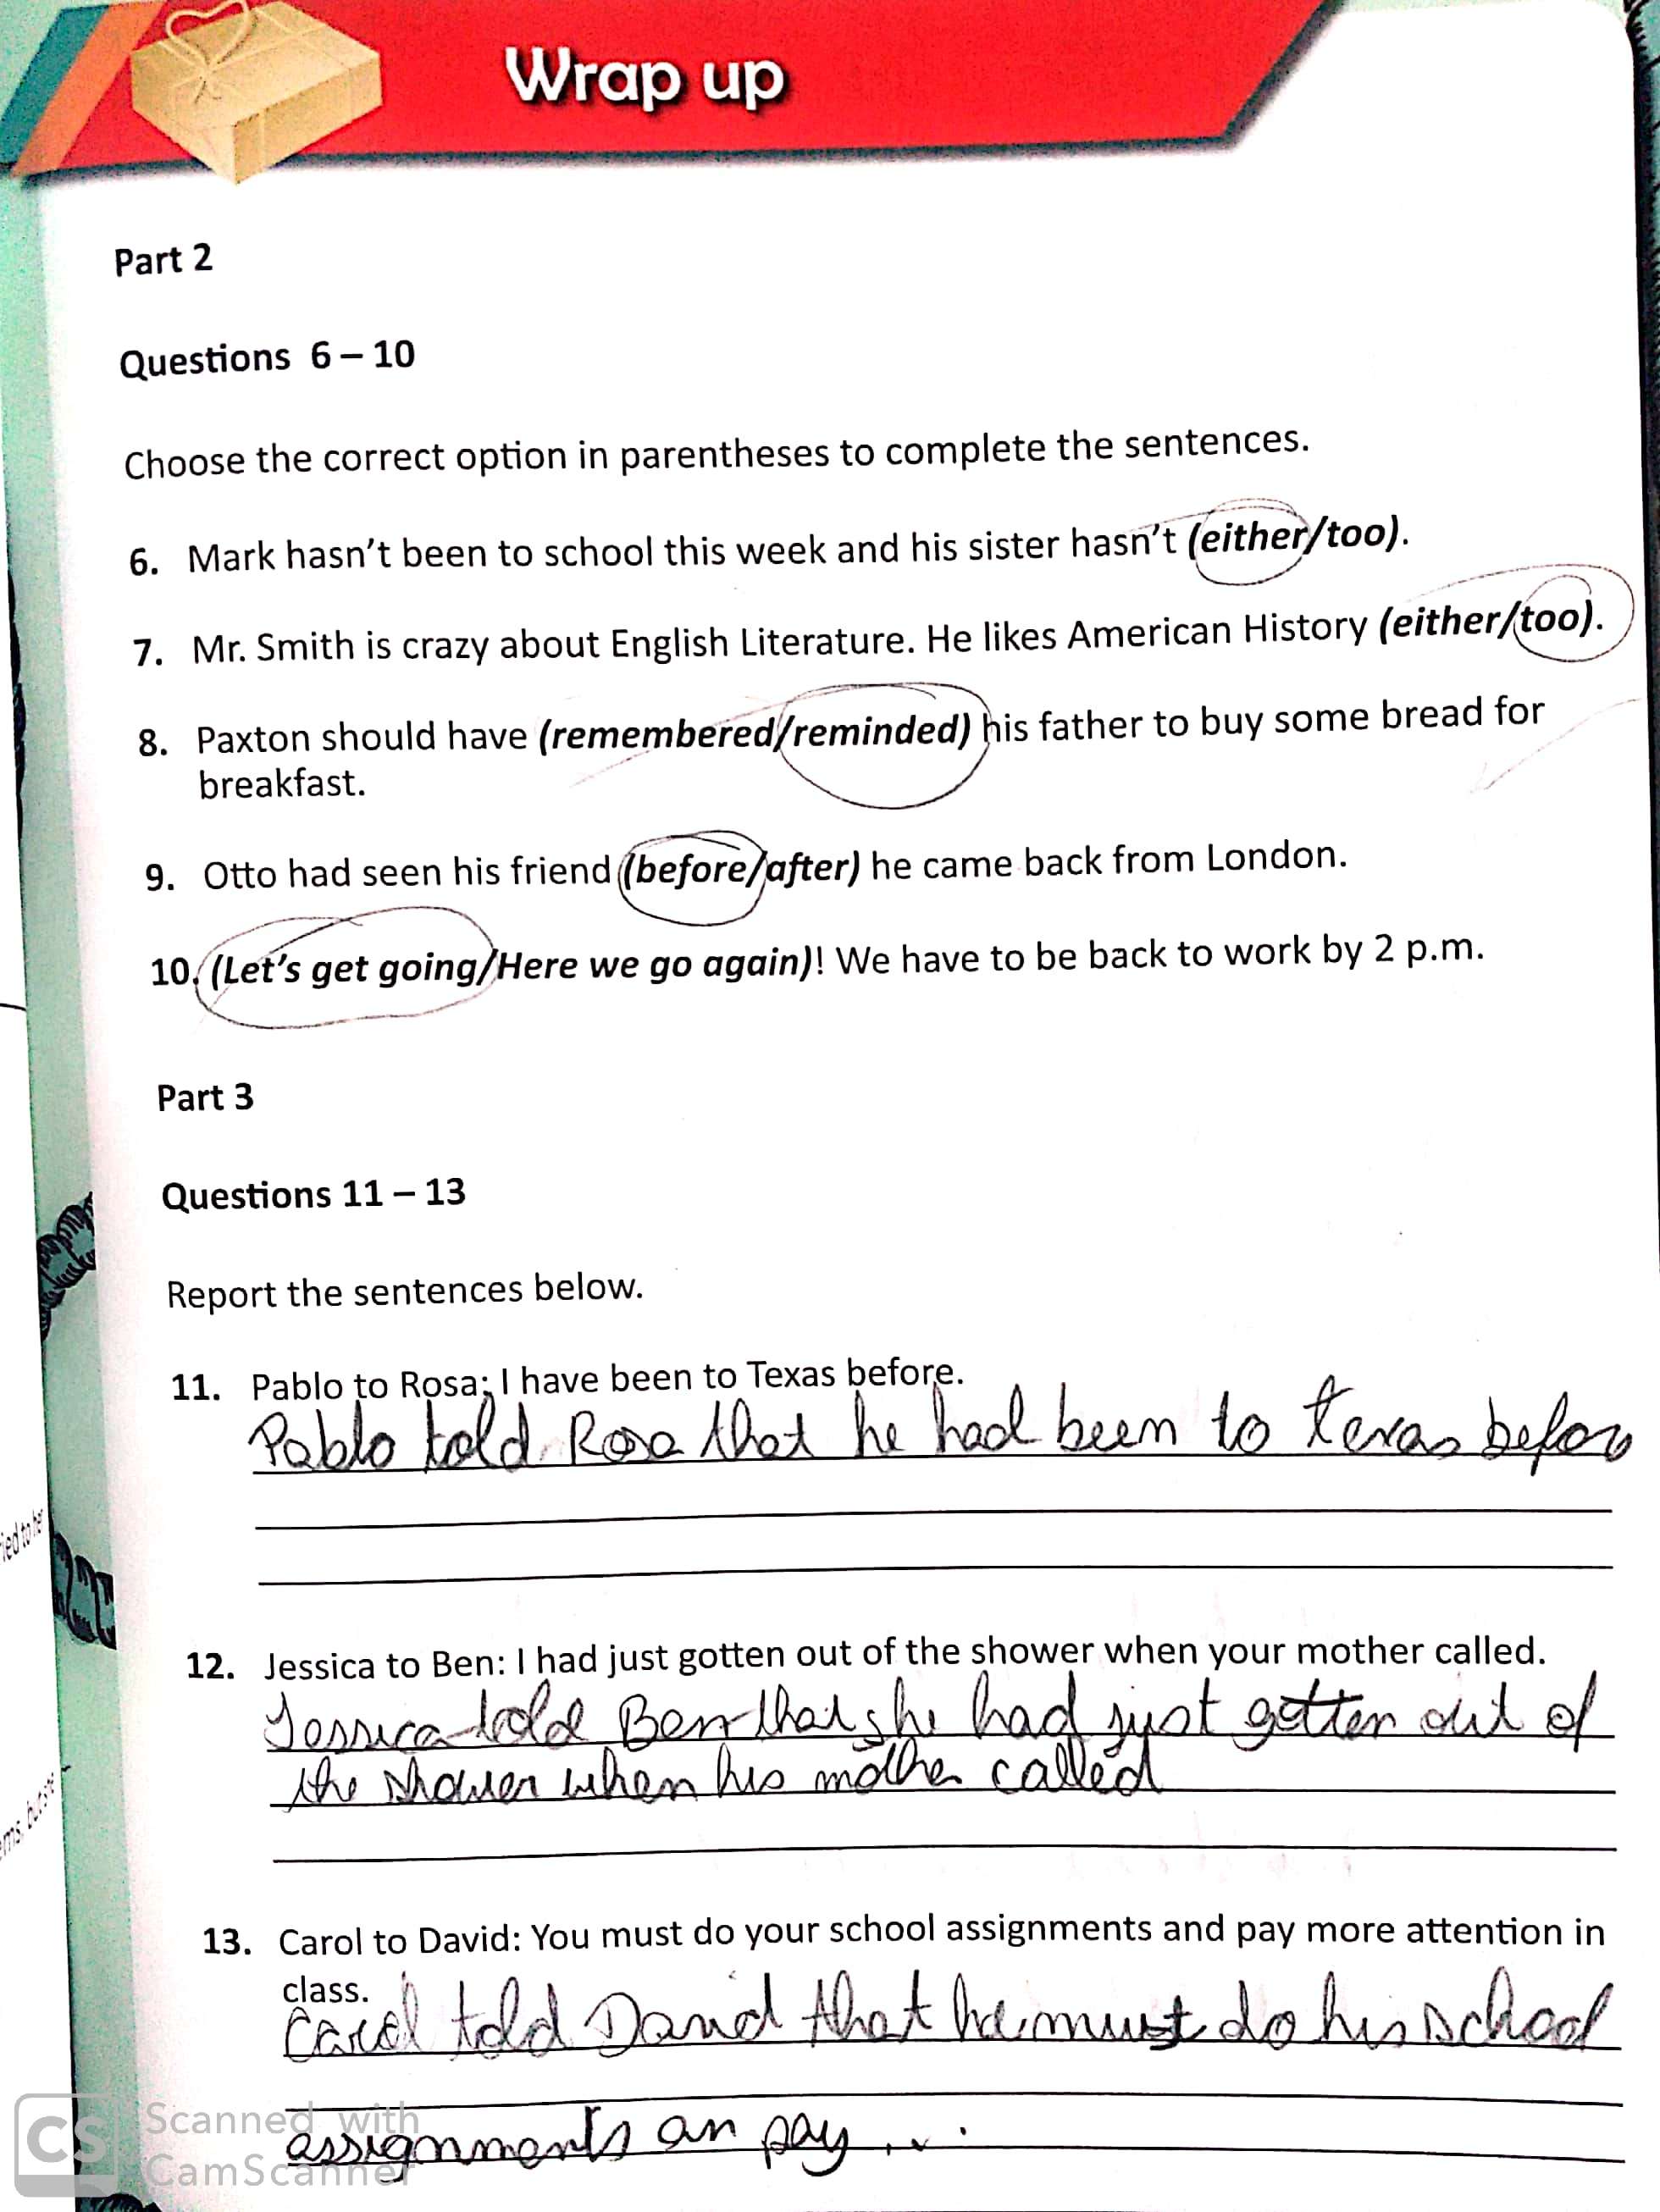 Wrap up
Part 2
Questions 6 – 10
Choose the correct option in parentheses to complete the sentences.
6. Mark hasn't been to school this week and his sister hasn't (either/too).
7. Mr. Smith is crazy about English Literature. He likes American History (either/too).
8. Paxton should have (remembered/reminded) his father to buy some bread for
breakfast.
9. Otto had seen his friend (before/after) he came back from London.
10. (Let's get going/Here we go again)! We have to be back to work by 2 p.m.
Part 3
Questions 11 – 13
Report the sentences below.
11. Pablo to Rosa: I have been to Texas before.
Pablo told Rosa that he had been to texas before
12. Jessica to Ben: I had just gotten out of the shower when your mother called.
Jessica told Ben that she had just gotten out of
the shower when his mother called
13. Carol to David: You must do your school assignments and pay more attention in
class.
Carol told David that he must do his school
assignments an pay ...
CS Scanned with
CamScanner